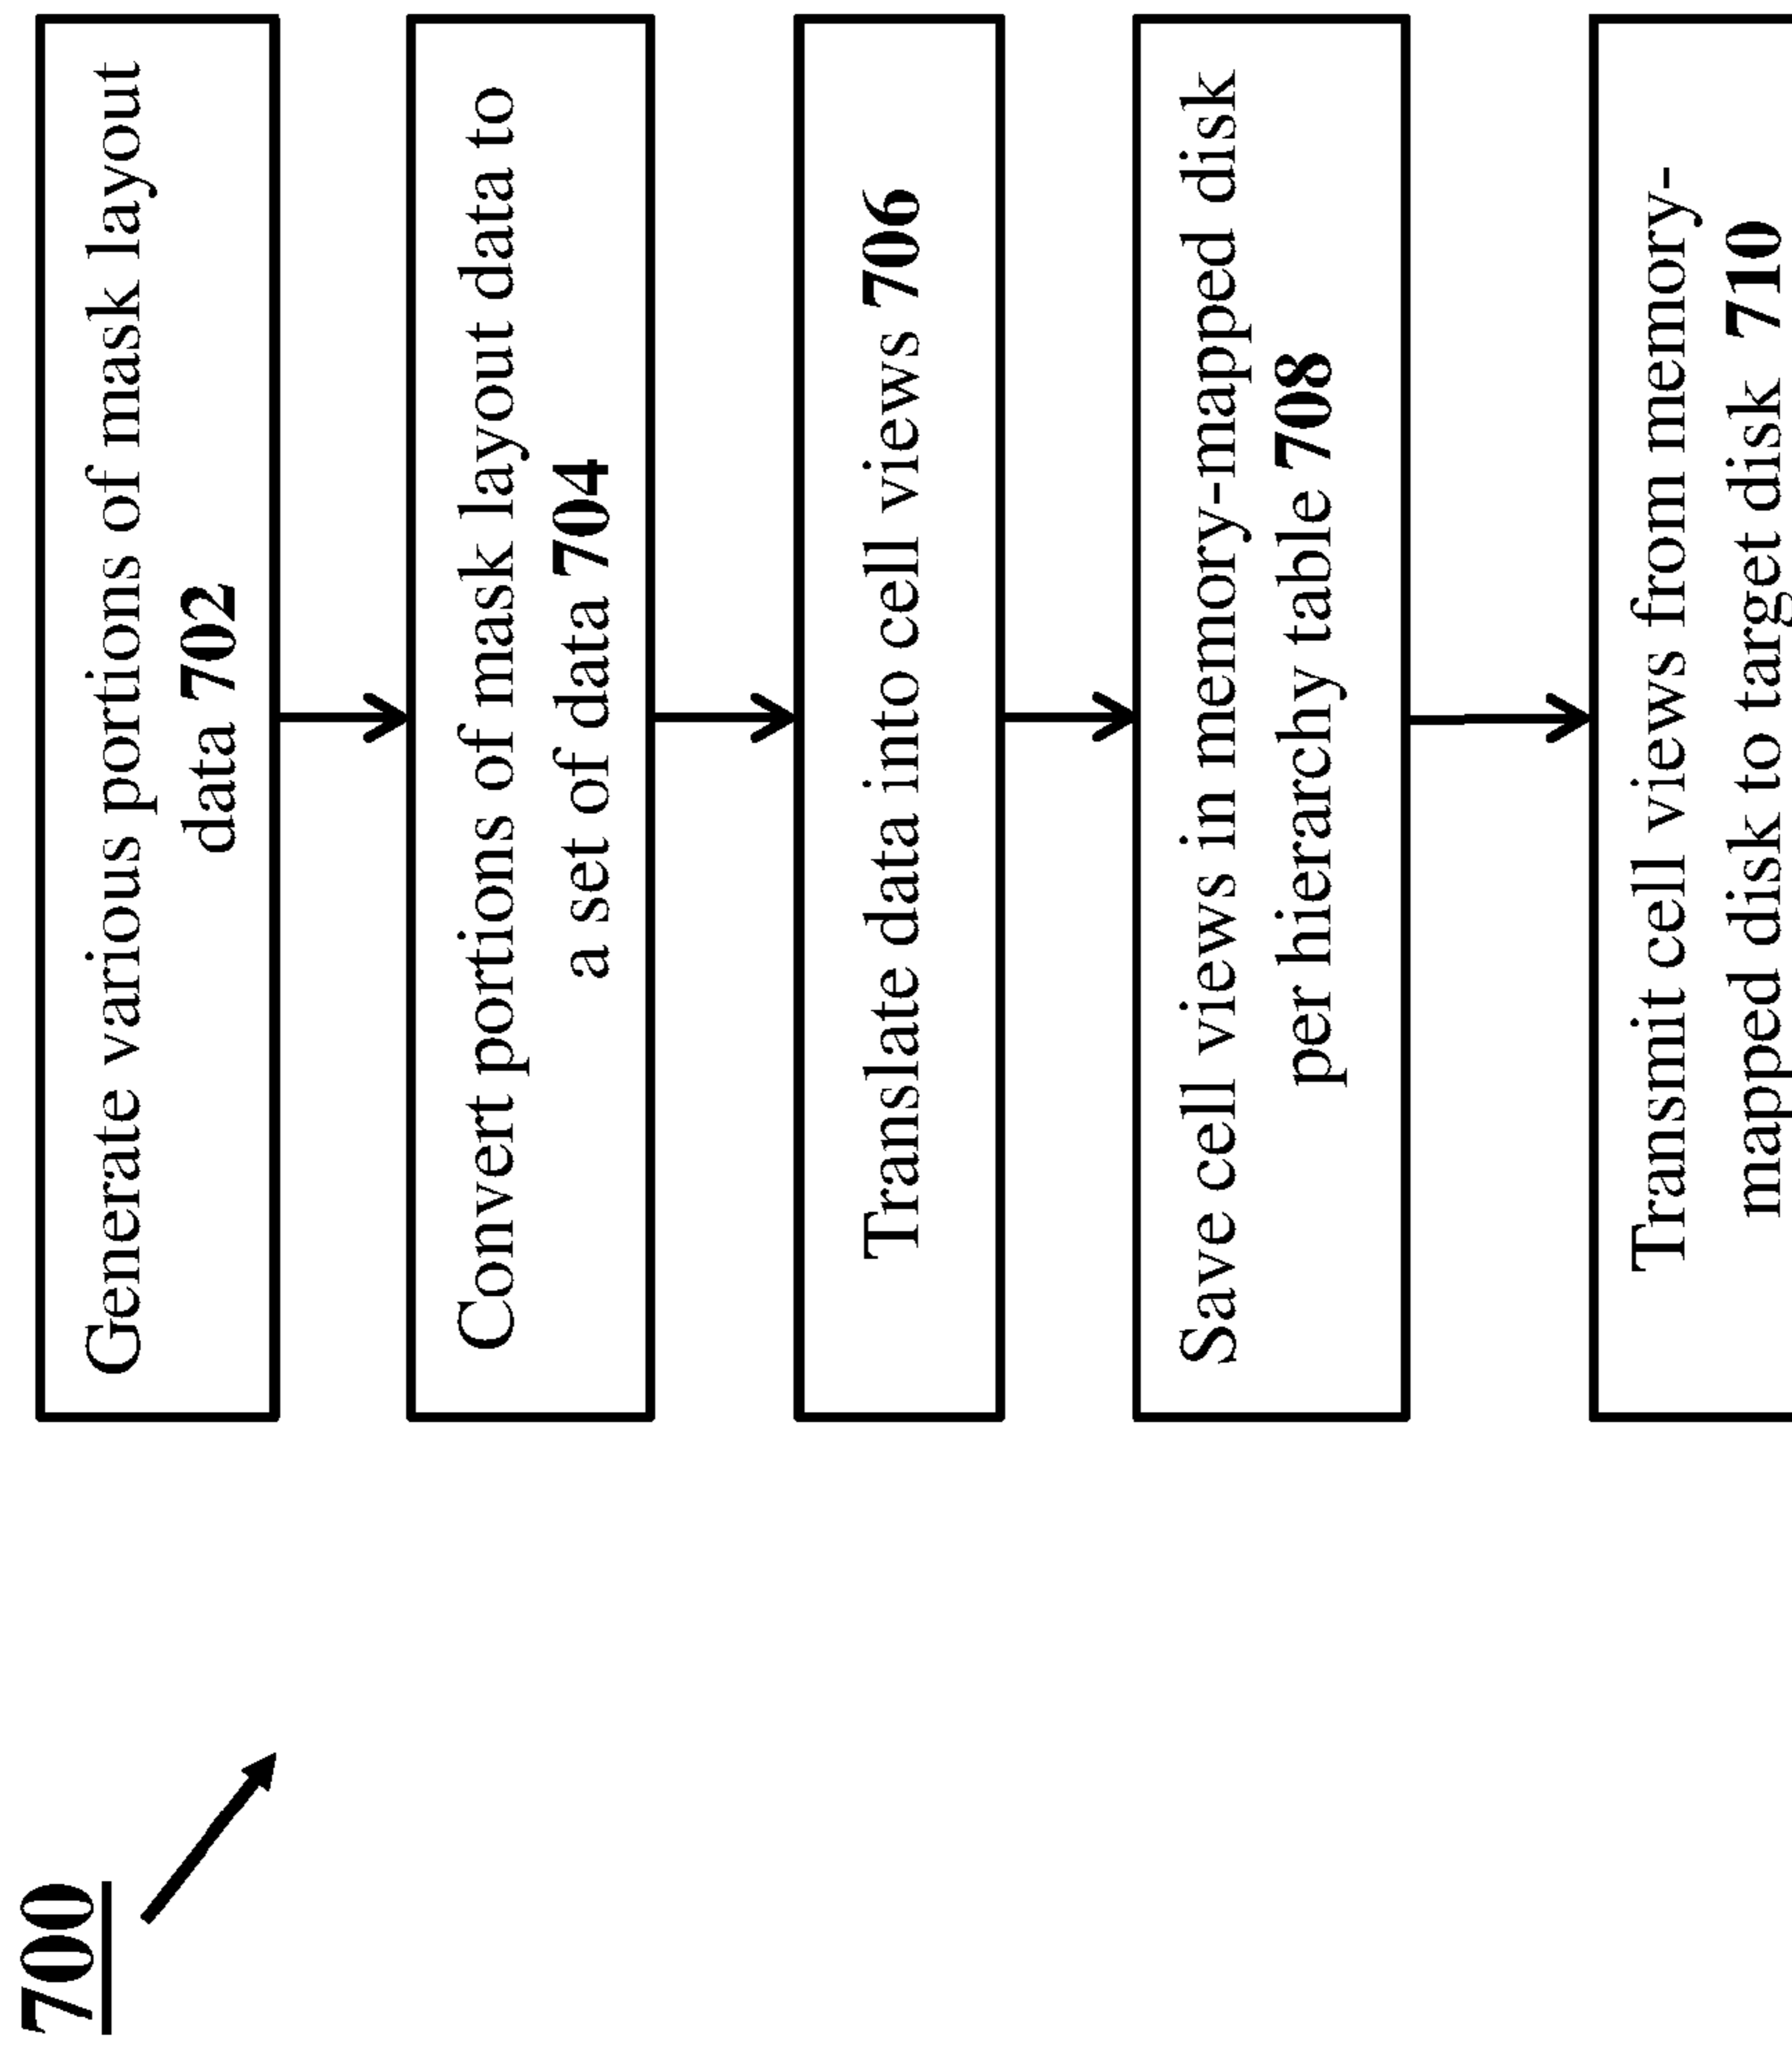 700
Generate various portions of mask layout
data 702
Convert portions of mask layout data to
a set of data 704
Translate data into cell views 706
Save cell views in memory-mapped disk
per hierarchy table 708
Transmit cell views from memory-
mapped disk to target disk 710